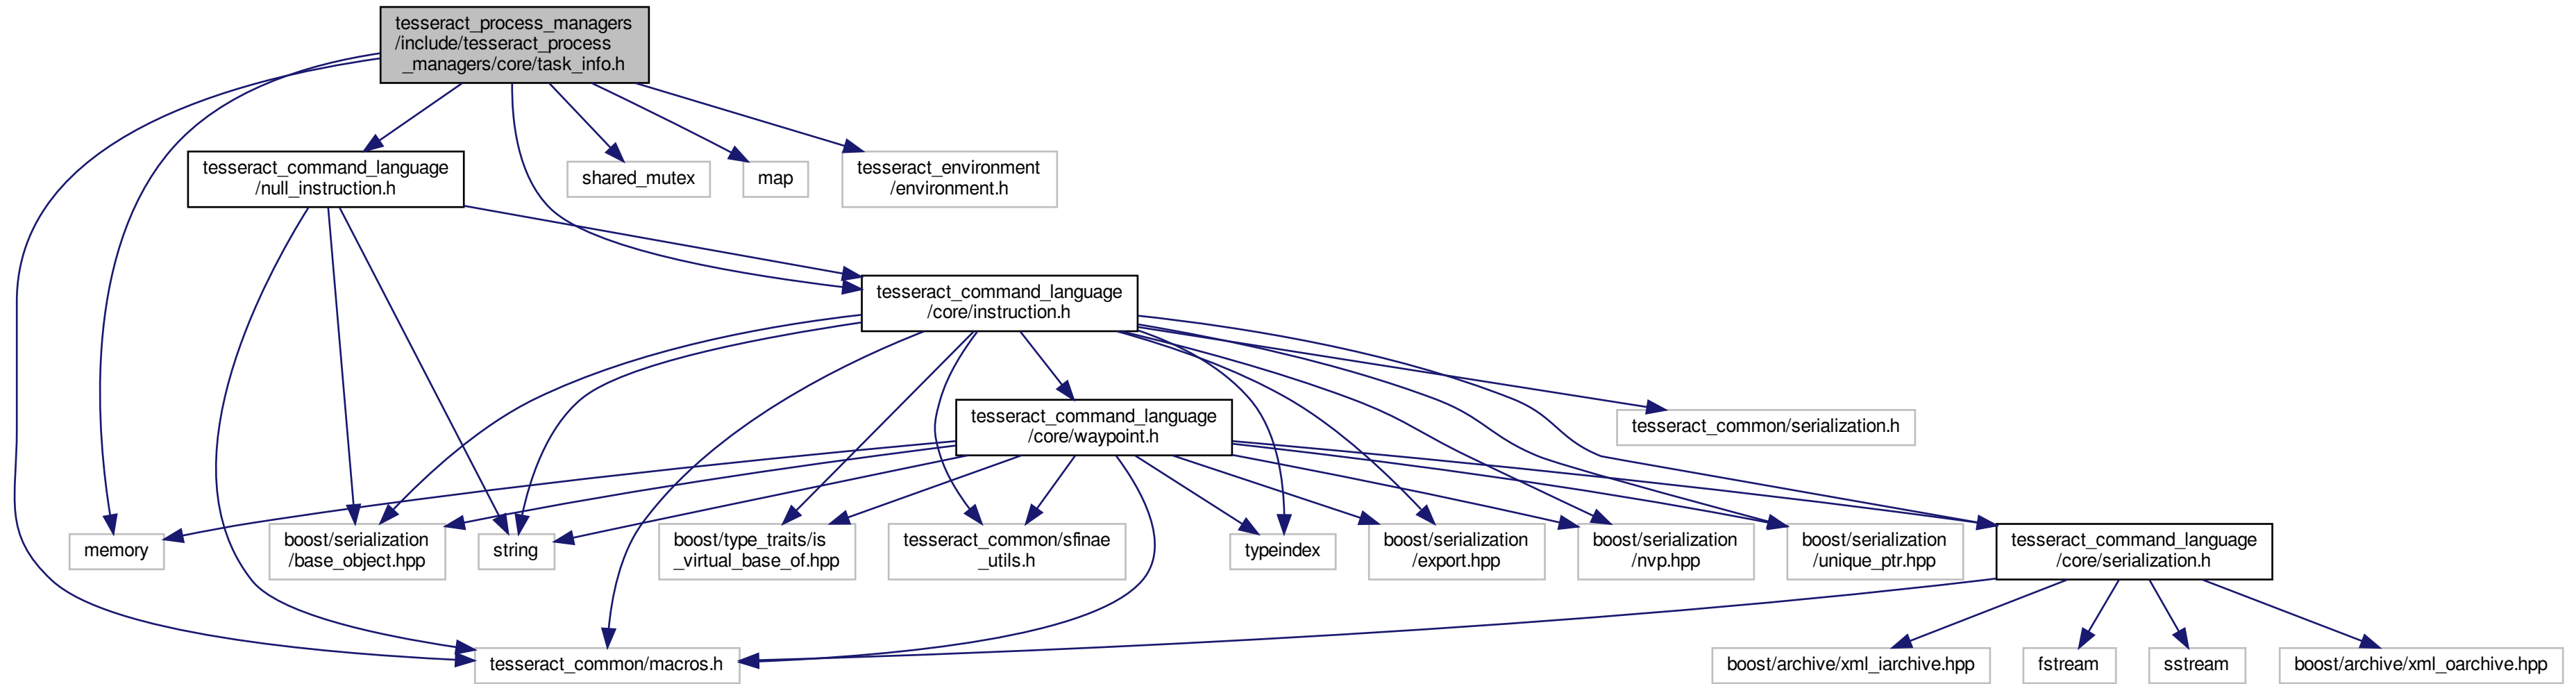 tesseract_process_managers
/include/tesseract_process
_managers/core/task_info.h
tesseract_command_language
/null_instruction.h
shared_mutex
map
tesseract_environment
/environment.h
tesseract_command_language
/core/instruction.h
tesseract_command_language
/core/waypoint.h
tesseract_common/serialization.h
memory
boost/serialization
/base_object.hpp
string
boost/type_traits/is
_virtual_base_of.hpp
tesseract_common/sfinae
_utils.h
typeindex
boost/serialization
/export.hpp
boost/serialization
/nvp.hpp
boost/serialization
/unique_ptr.hpp
tesseract_command_language
/core/serialization.h
tesseract_common/macros.h
boost/archive/xml_iarchive.hpp
fstream
sstream
boost/archive/xml_oarchive.hpp